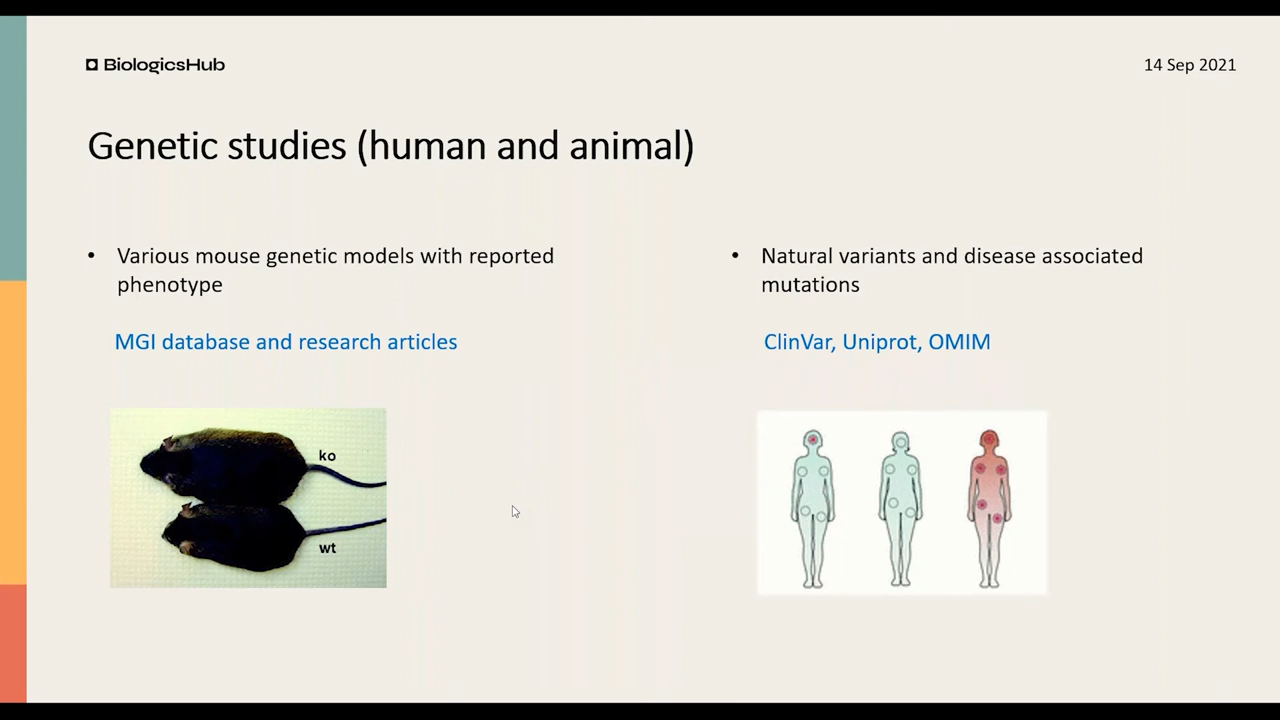 BiologicsHub
14 Sep 2021
Genetic studies (human and animal)
• Various mouse genetic models with reported
phenotype
MGI database and research articles
ko
wt
• Natural variants and disease associated
mutations
ClinVar, Uniprot, OMIM